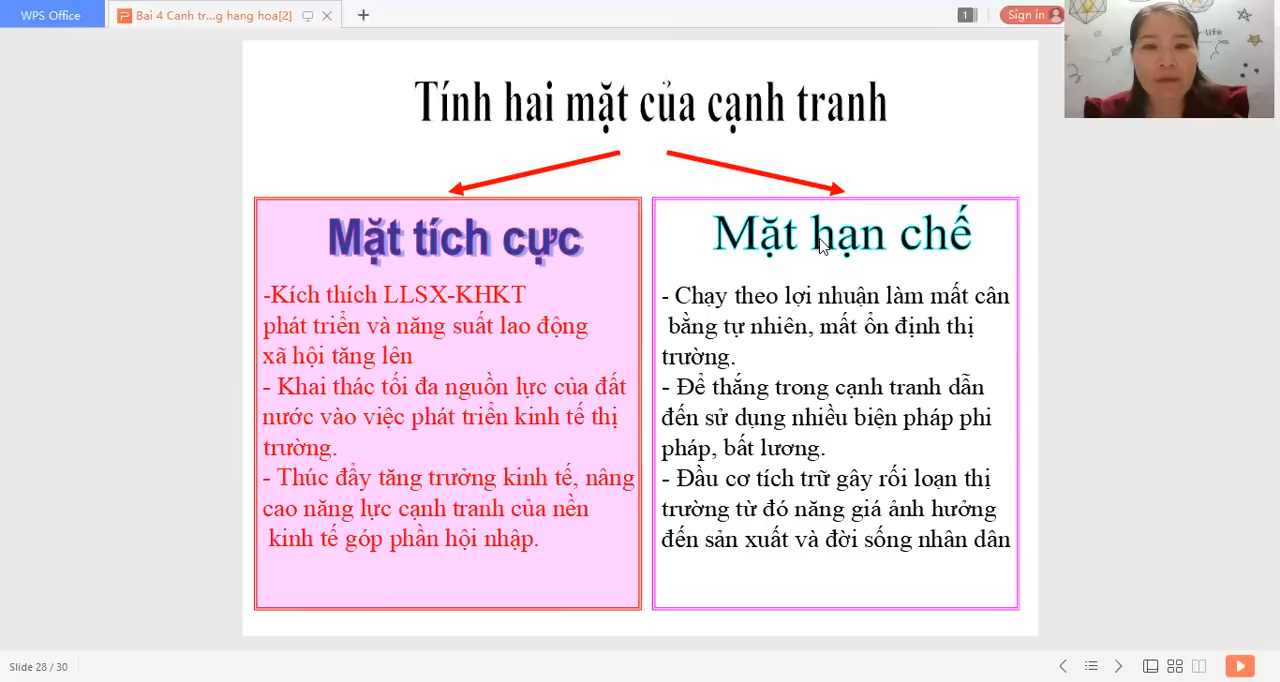 WPS Office
Bai 4 Canh tr...g hang hoa[2]
1
Sign in
life
Tính hai mặt của cạnh tranh
Mặt tích cực
-Kích thích LLSX-KHKT
phát triển và năng suất lao động
xã hội tăng lên
- Khai thác tối đa nguồn lực của đất
nước vào việc phát triển kinh tế thị
trường.
- Thúc đẩy tăng trưởng kinh tế, nâng
cao năng lực cạnh tranh của nền
kinh tế góp phần hội nhập.
Mặt hạn chế
- Chạy theo lợi nhuận làm mất cân
bằng tự nhiên, mất ổn định thị
trường.
- Để thắng trong cạnh tranh dẫn
đến sử dụng nhiều biện pháp phi
pháp, bất lương.
- Đầu cơ tích trữ gây rối loạn thị
trường từ đó năng giá ảnh hưởng
đến sản xuất và đời sống nhân dân
Slide 28 / 30